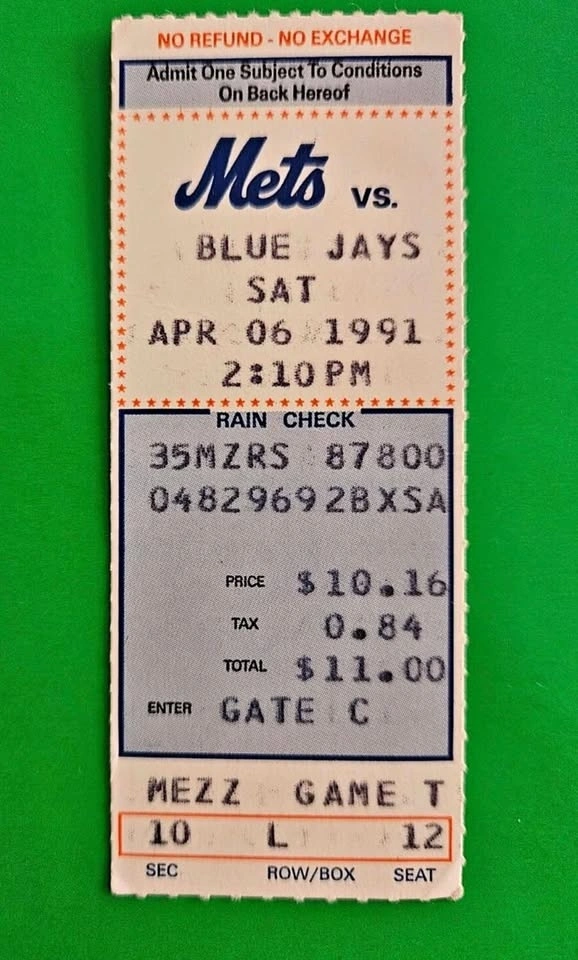 NO REFUND - NO EXCHANGE
Admit One Subject To Conditions
On Back Hereof
Mets vs.
BLUE JAYS
SAT
APR 06 1991
2:10PM
RAIN CHECK
35MZRS 87800
04829692BXSA
PRICE $10.16
TAX 0.84
TOTAL $11.00
ENTER GATE C
MEZZ GAME T
10 L 12
SEC ROW/BOX SEAT